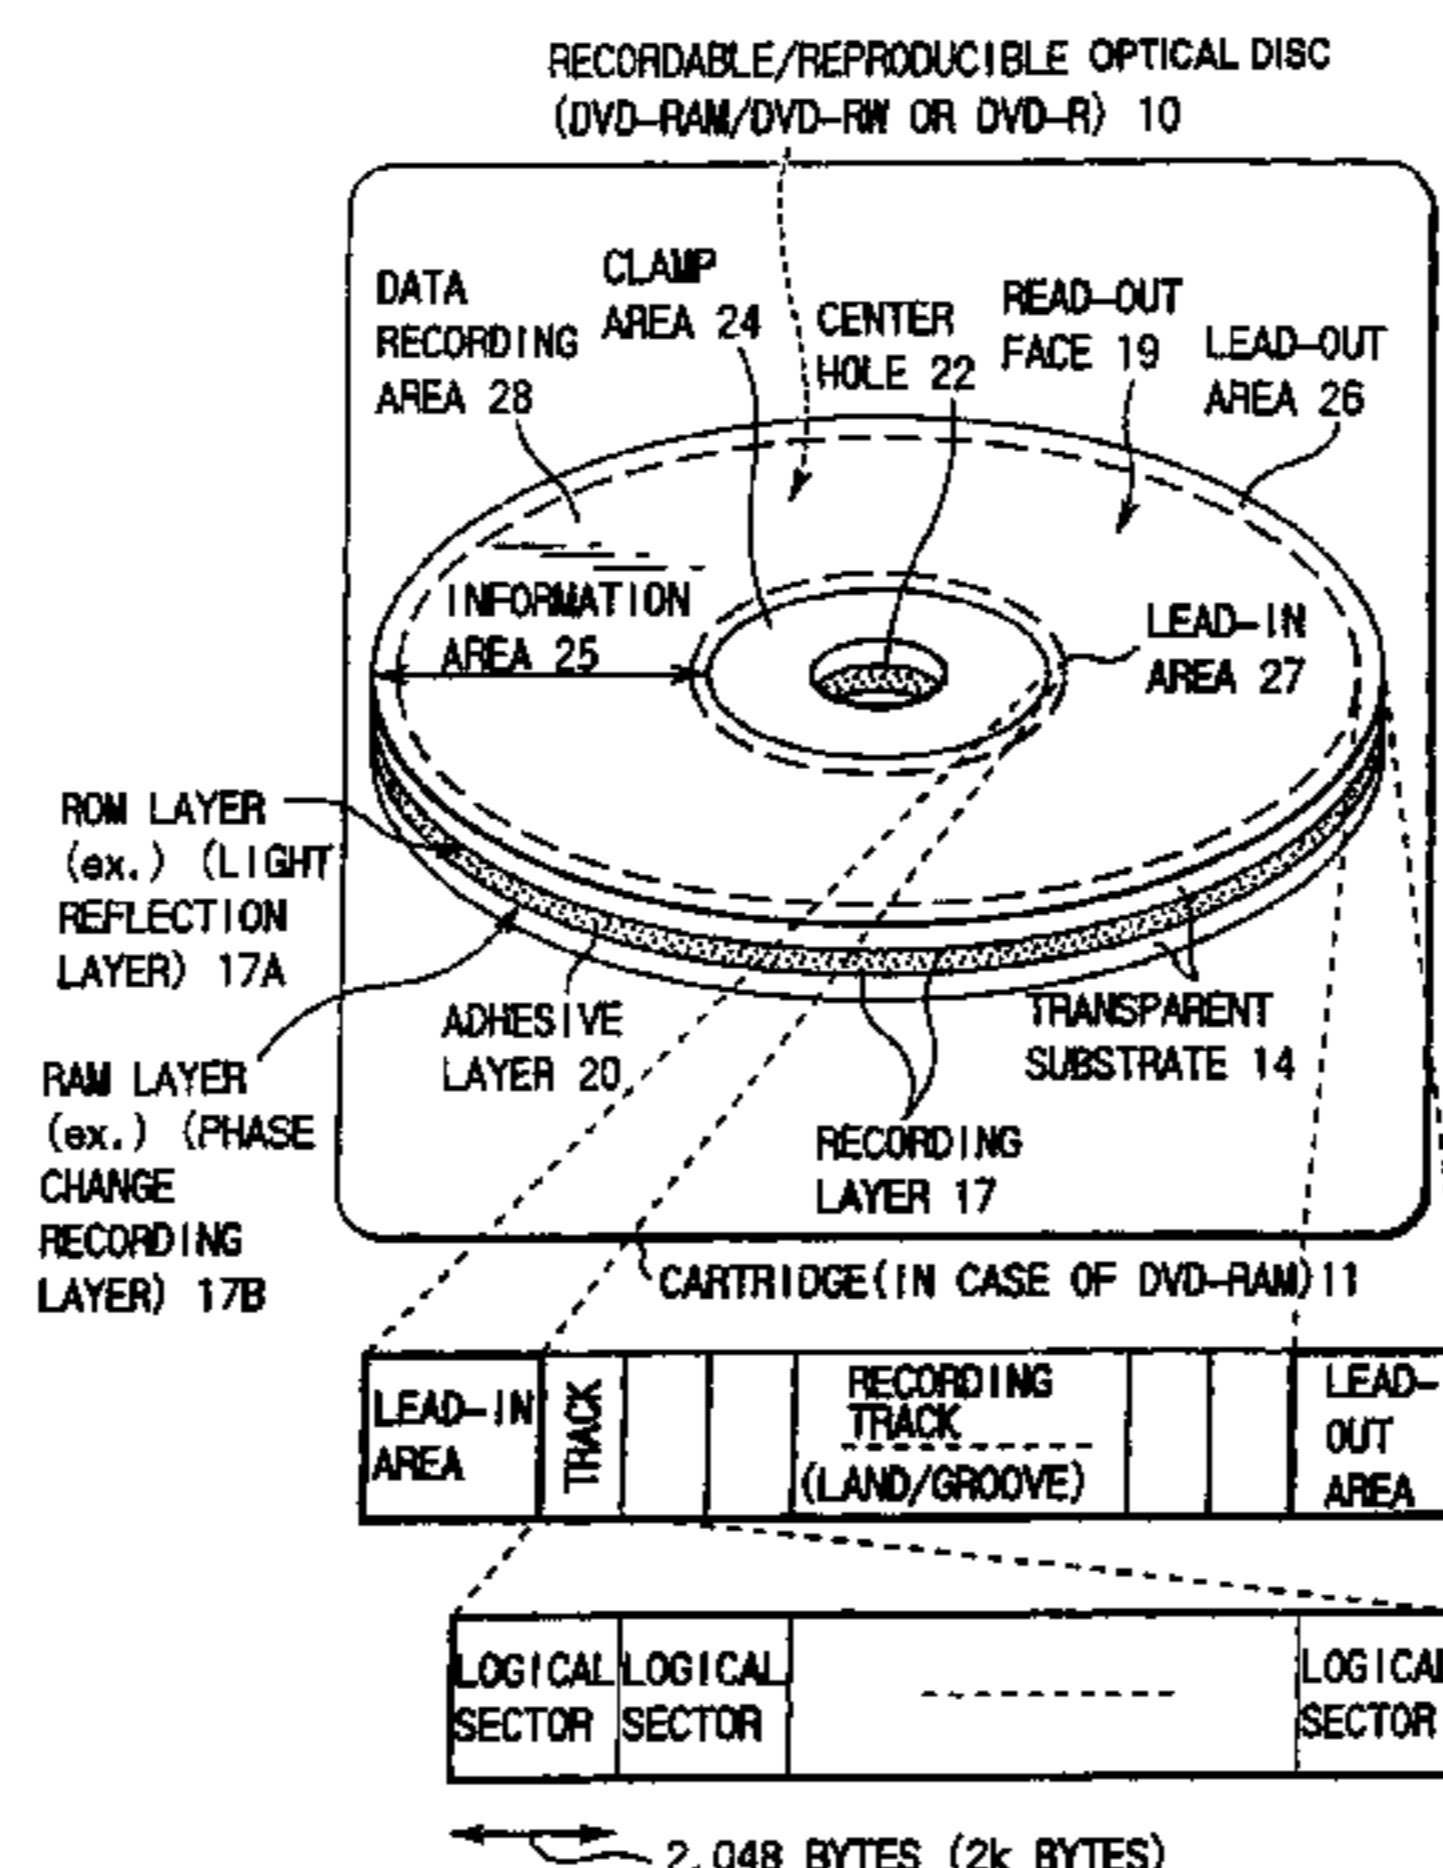 RECORDABLE/REPRODUCIBLE OPTICAL DISC
(DVD-RAM/DVD-RW OR DVD-R) 10
DATA
RECORDING
AREA 28
CLAMP
AREA 24
CENTER
HOLE 22
READ-OUT
FACE 19
LEAD-OUT
AREA 26
INFORMATION
AREA 25
LEAD-IN
AREA 27
ROM LAYER
(ex.) (LIGHT
REFLECTION
LAYER) 17A
ADHESIVE
LAYER 20
TRANSPARENT
SUBSTRATE 14
RAM LAYER
(ex.) (PHASE
CHANGE
RECORDING
LAYER) 17B
RECORDING
LAYER 17
CARTRIDGE(IN CASE OF DVD-RAM)11
LEAD-IN
AREA
TRACK
RECORDING
TRACK
(LAND/GROOVE)
LEAD-
OUT
AREA
LOGICAL
SECTOR
LOGICAL
SECTOR
LOGICAL
SECTOR
2,048 BYTES (2k BYTES)